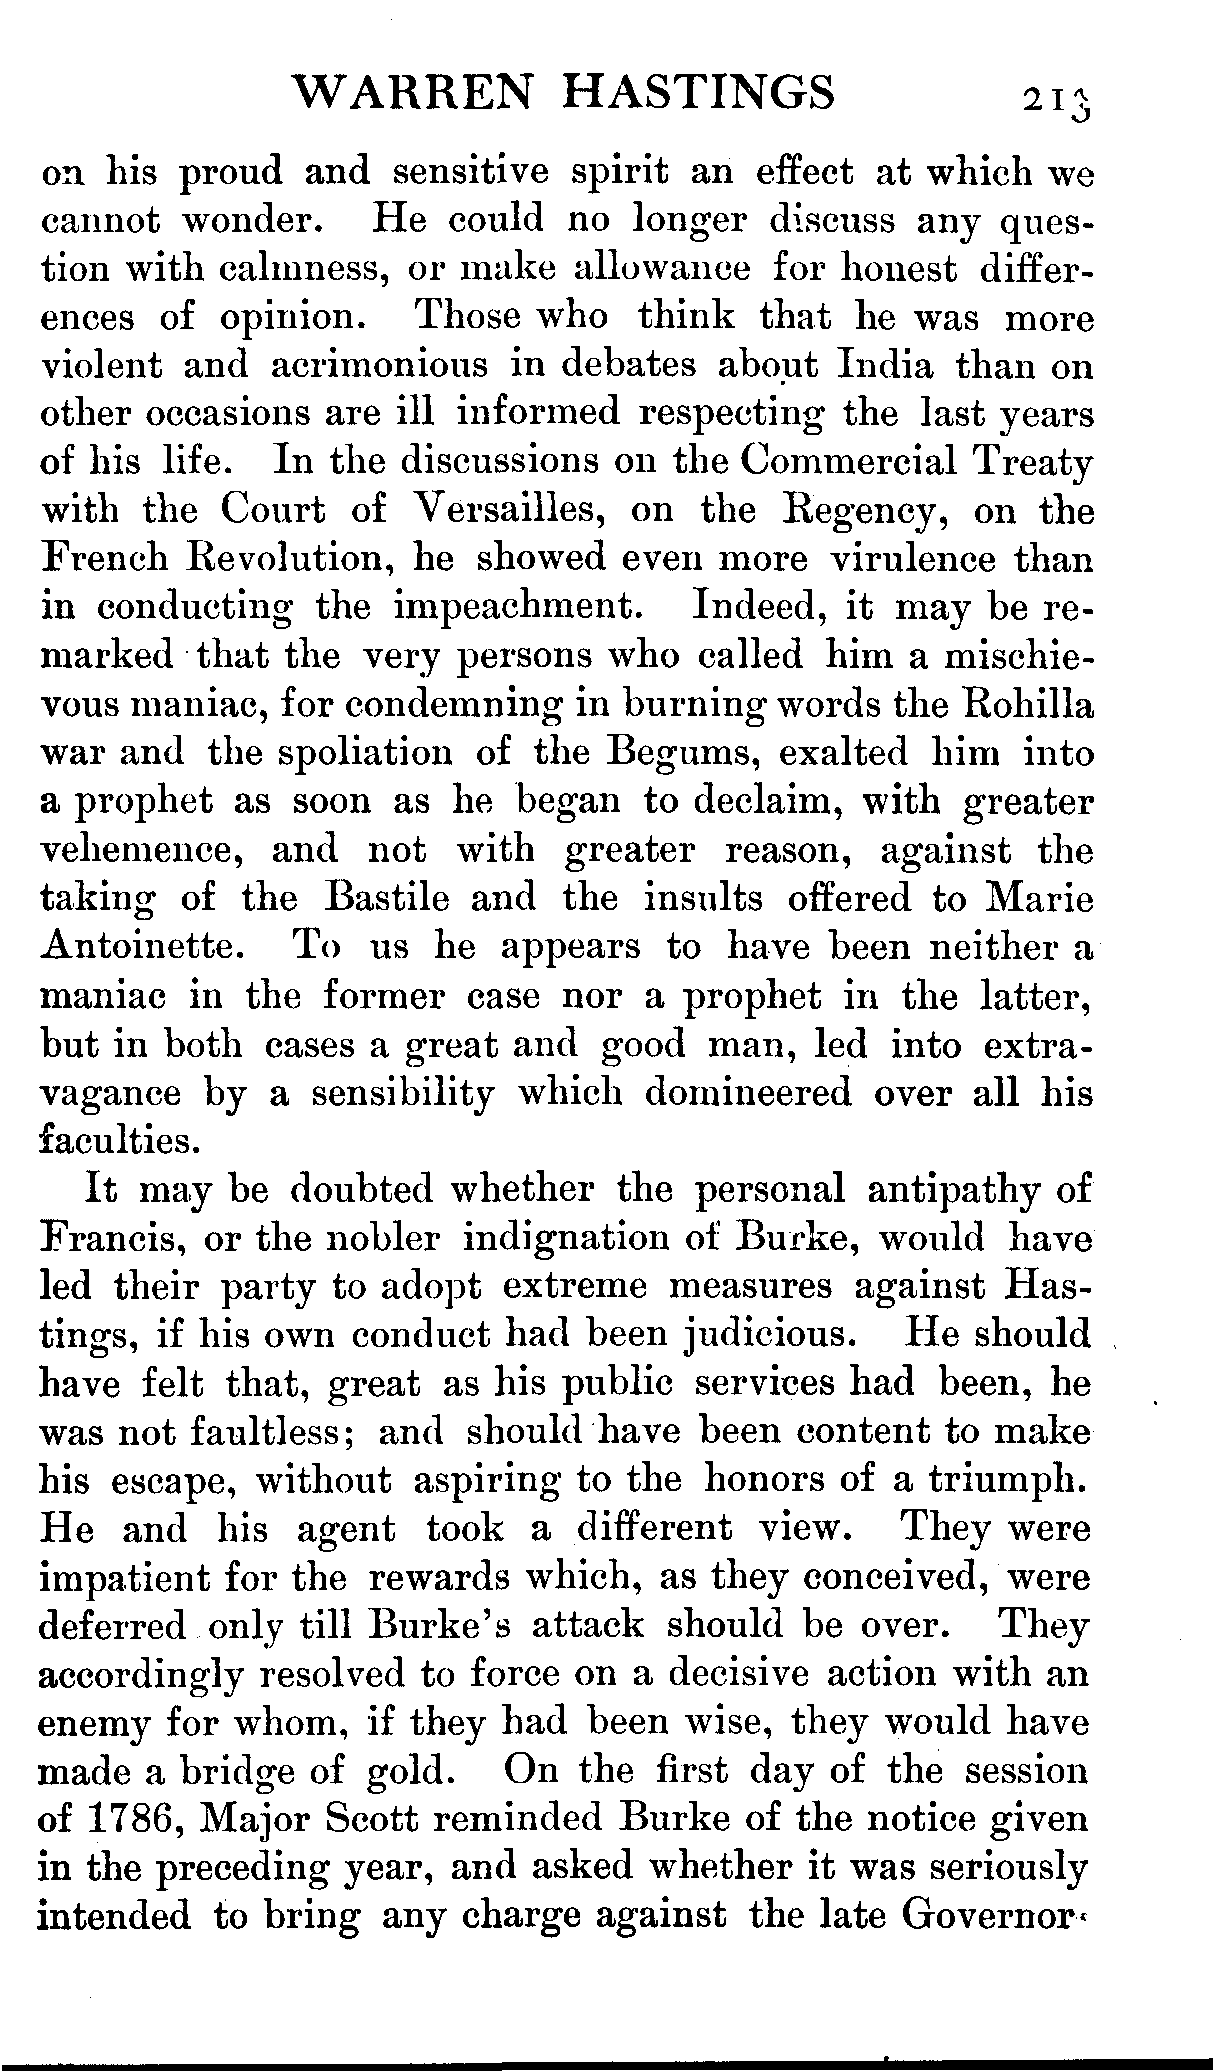 WARREN HASTINGS 213
on his proud and sensitive spirit an effect at which we
cannot wonder. He could no longer discuss any ques-
tion with calmness, or make allowance for honest differ-
ences of opinion. Those who think that he was more
violent and acrimonious in debates about India than on
other occasions are ill informed respecting the last years
of his life. In the discussions on the Commercial Treaty
with the Court of Versailles, on the Regency, on the
French Revolution, he showed even more virulence than
in conducting the impeachment. Indeed, it may be re-
marked that the very persons who called him a mischie-
vous maniac, for condemning in burning words the Rohilla
war and the spoliation of the Begums, exalted him into
a prophet as soon as he began to declaim, with greater
vehemence, and not with greater reason, against the
taking of the Bastile and the insults offered to Marie
Antoinette. To us he appears to have been neither a
maniac in the former case nor a prophet in the latter,
but in both cases a great and good man, led into extra-
vagance by a sensibility which domineered over all his
faculties.
It may be doubted whether the personal antipathy of
Francis, or the nobler indignation of Burke, would have
led their party to adopt extreme measures against Has-
tings, if his own conduct had been judicious. He should
have felt that, great as his public services had been, he
was not faultless; and should have been content to make
his escape, without aspiring to the honors of a triumph.
He and his agent took a different view. They were
impatient for the rewards which, as they conceived, were
deferred only till Burke's attack should be over. They
accordingly resolved to force on a decisive action with an
enemy for whom, if they had been wise, they would have
made a bridge of gold. On the first day of the session
of 1786, Major Scott reminded Burke of the notice given
in the preceding year, and asked whether it was seriously
intended to bring any charge against the late Governor-